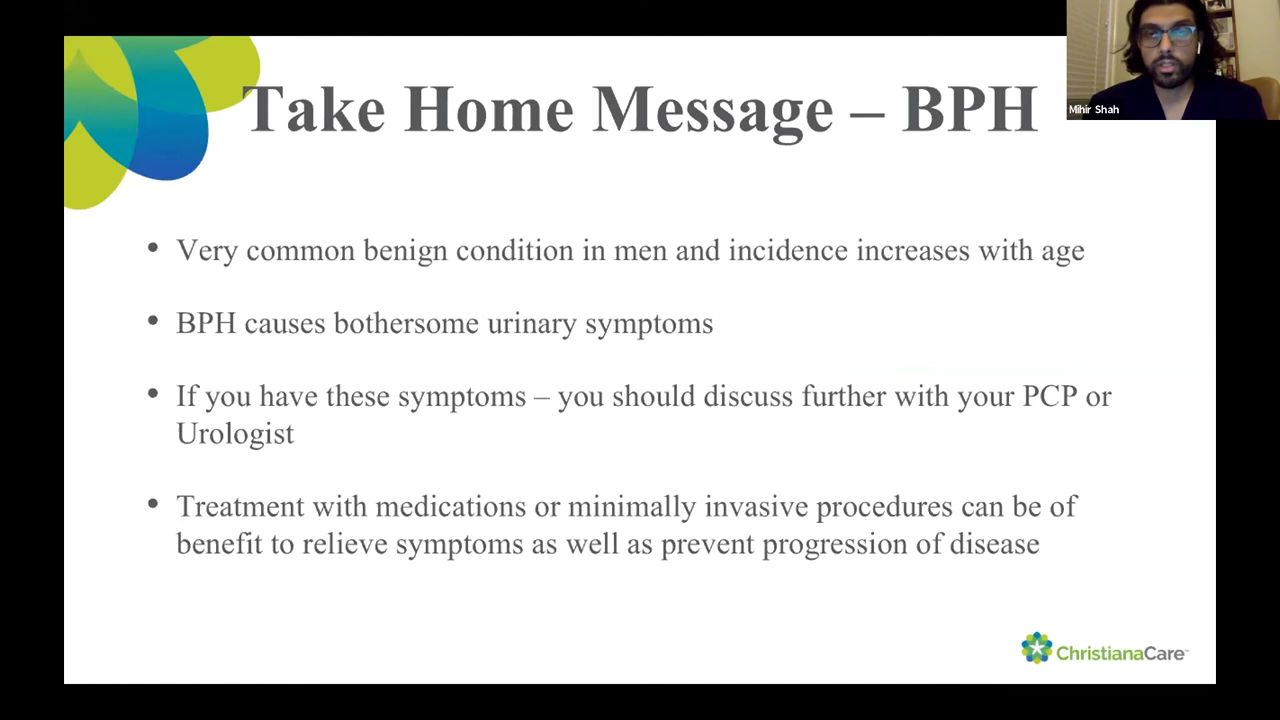 Take Home Message – BPH
Mihir Shah
• Very common benign condition in men and incidence increases with age
• BPH causes bothersome urinary symptoms
• If you have these symptoms – you should discuss further with your PCP or
Urologist
• Treatment with medications or minimally invasive procedures can be of
benefit to relieve symptoms as well as prevent progression of disease
ChristianaCare™